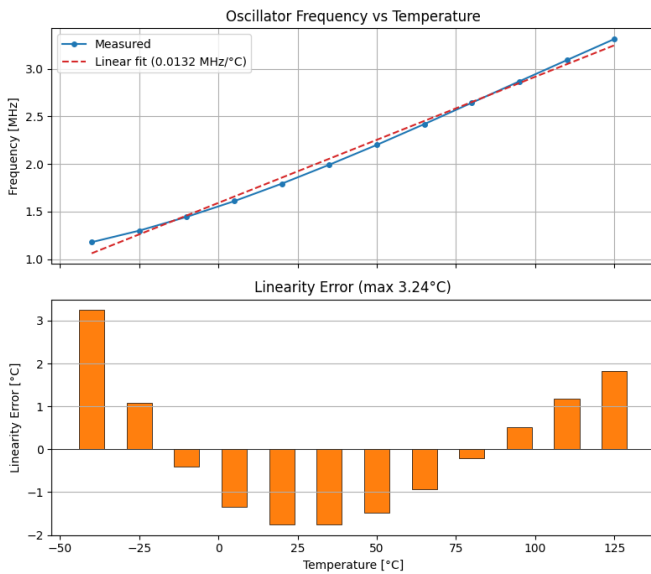 Oscillator Frequency vs Temperature
Measured
Linear fit (0.0132 MHz/°C)
Frequency [MHz]
3.0
2.5
2.0
1.5
1.0
Linearity Error (max 3.24°C)
Linearity Error [°C]
3
2
1
0
−1
−2
−50 −25 0 25 50 75 100 125
Temperature [°C]